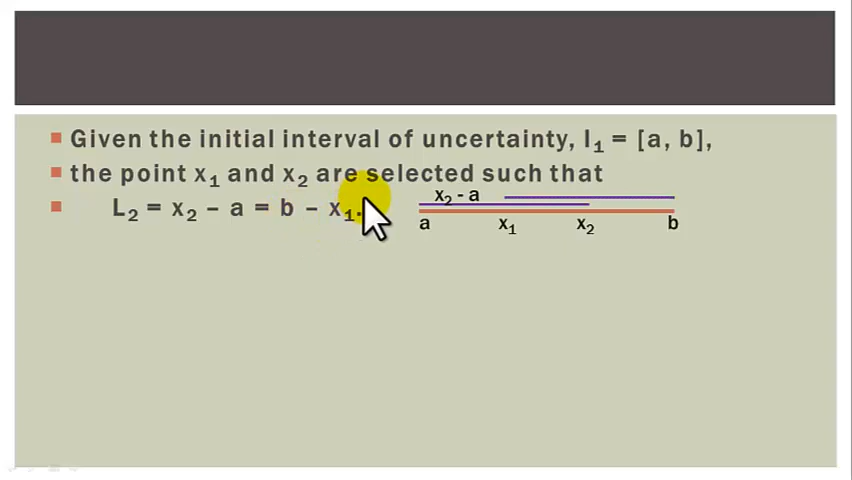 Given the initial interval of uncertainty, I₁ = [a, b],
the point x₁ and x₂ are selected such that
L₂ = x₂ – a = b – x₁.
x₂ - a
a x₁ x₂ b